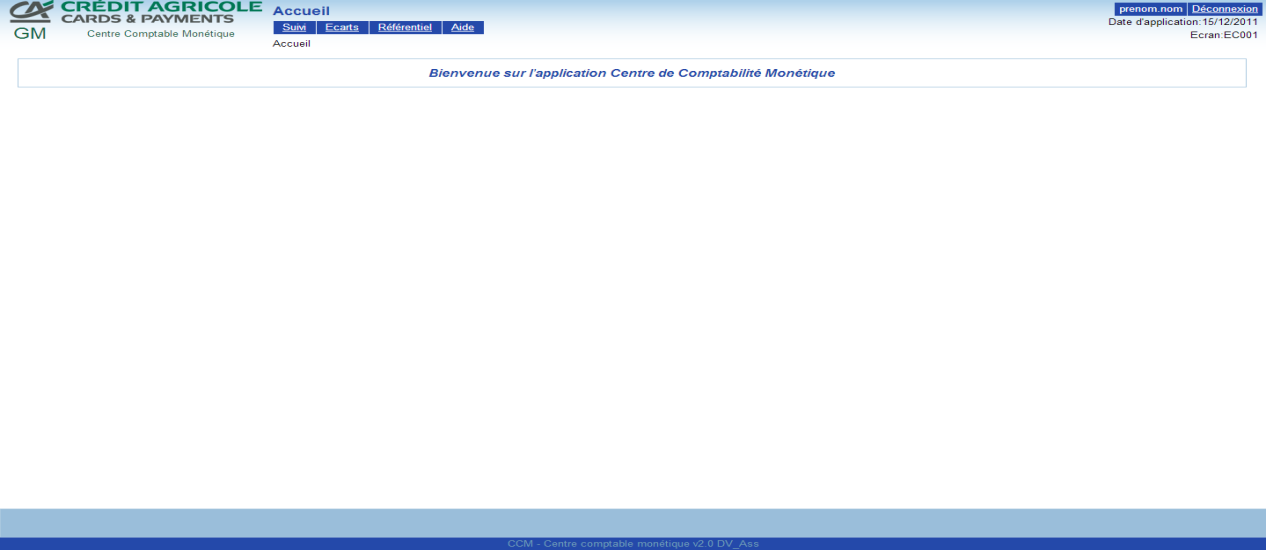 CRÉDIT AGRICOLE
CARDS & PAYMENTS
GM Centre Comptable Monétique
Accueil
Suivi Ecarts Référentiel Aide
Accueil
prenom.nom Déconnexion
Date d'application:15/12/2011
Ecran:EC001
Bienvenue sur l'application Centre de Comptabilité Monétique
CCM - Centre comptable monétique v2.0 DV_Ass